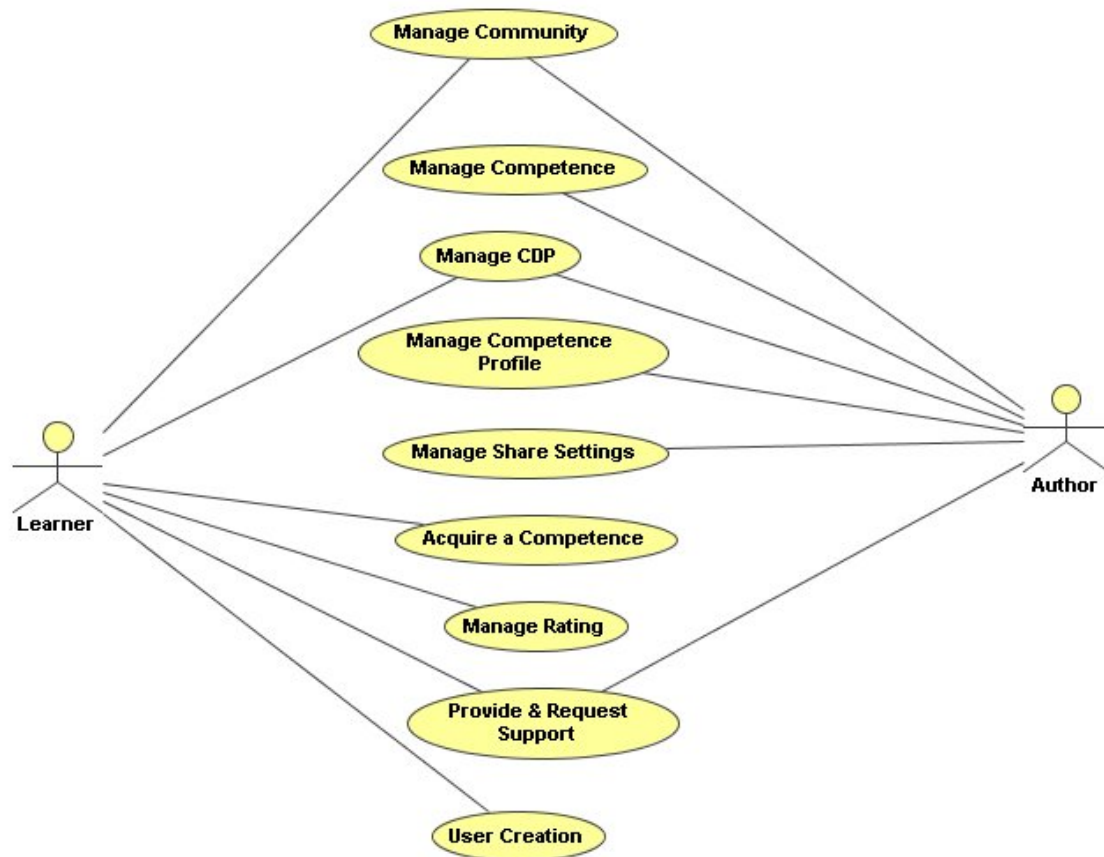 Manage Community
Manage Competence
Manage CDP
Manage Competence
Profile
Manage Share Settings
Learner
Author
Acquire a Competence
Manage Rating
Provide & Request
Support
User Creation